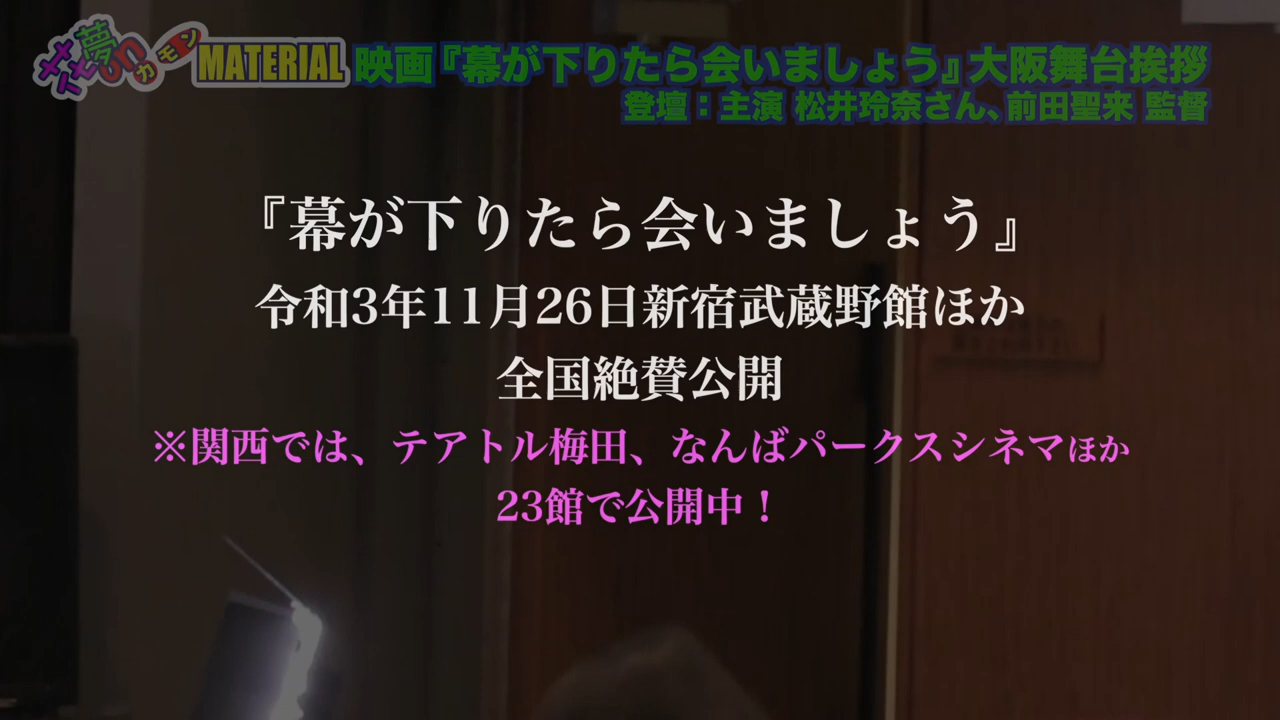 カモン MATERIAL 映画『幕が下りたら会いましょう』大阪舞台挨拶
登壇：主演 松井玲奈さん、前田聖来 監督
『幕が下りたら会いましょう』
令和3年11月26日新宿武蔵野館ほか
全国絶賛公開
※関西では、テアトル梅田、なんばパークスシネマほか
23館で公開中！